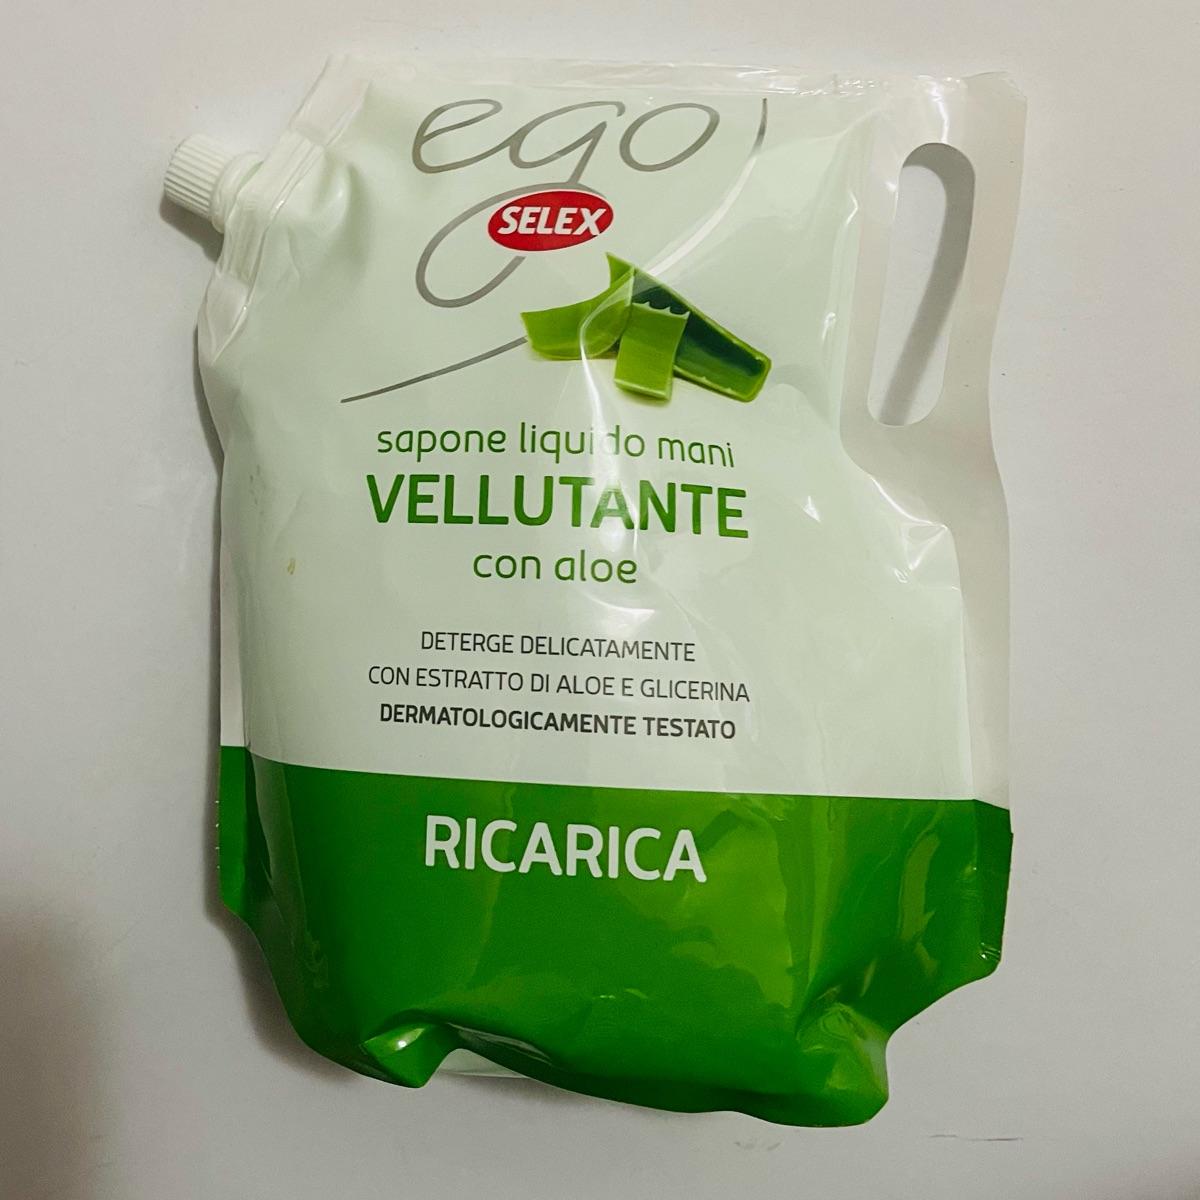 ego
SELEX
sapone liquido mani
VELLUTANTE
con aloe
DETERGE DELICATAMENTE
CON ESTRATTO DI ALOE E GLICERINA
DERMATOLOGICAMENTE TESTATO
RICARICA